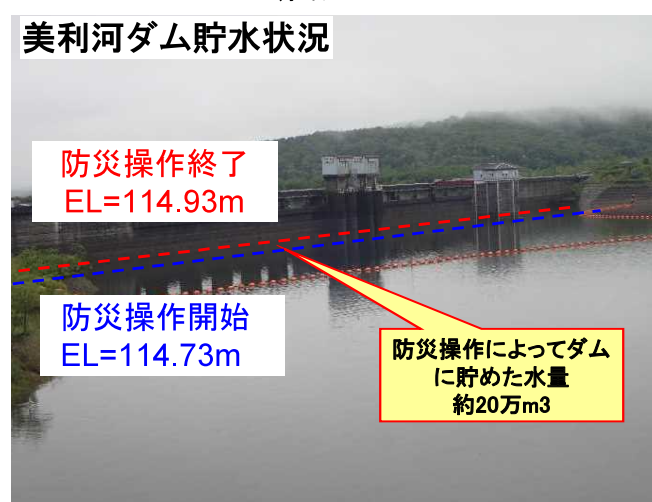 美利河ダム貯水状況
防災操作終了
EL=114.93m
防災操作開始
EL=114.73m
防災操作によってダム
に貯めた水量
約20万m3